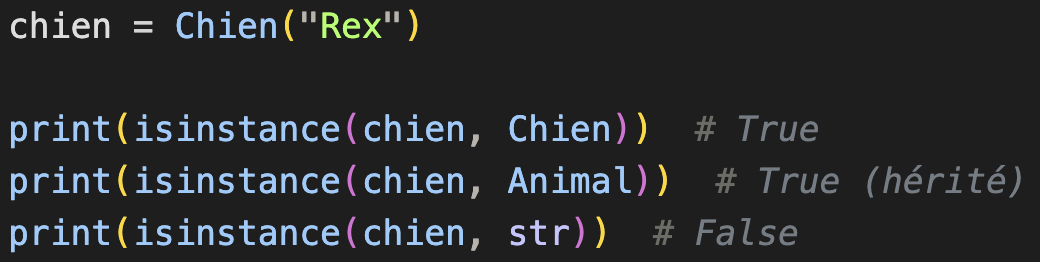 chien = Chien("Rex")
print(isinstance(chien, Chien))  # True
print(isinstance(chien, Animal))  # True (hérité)
print(isinstance(chien, str))  # False